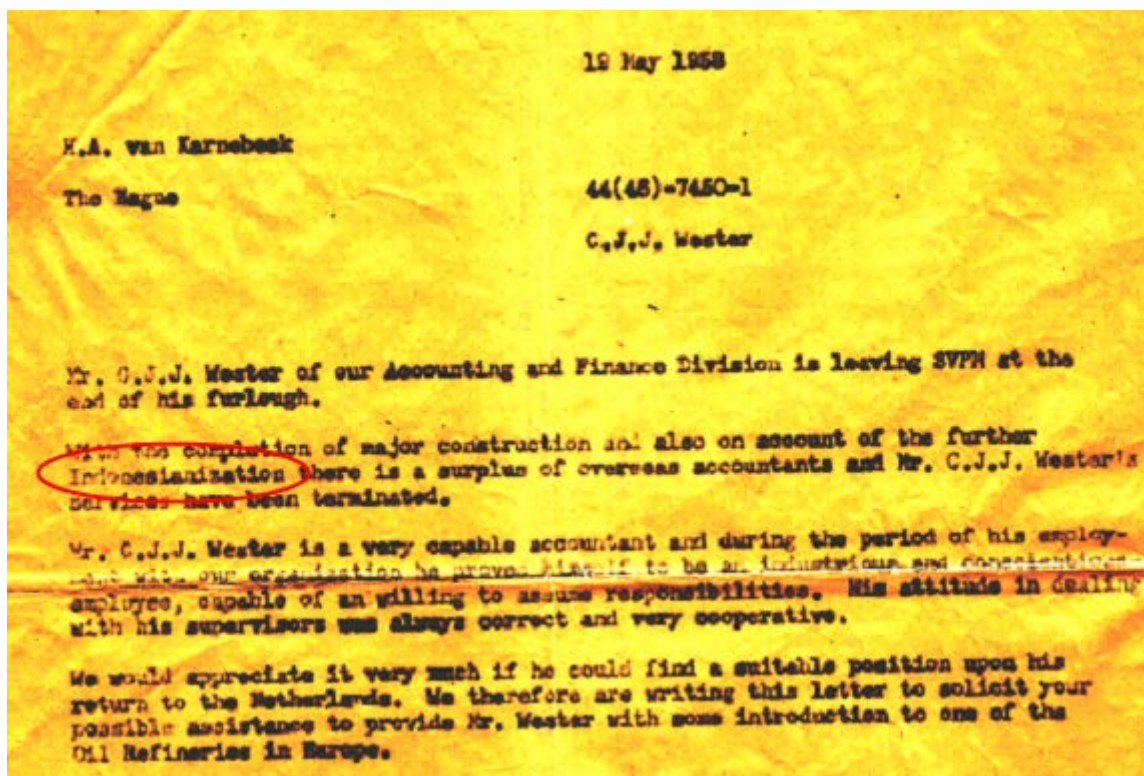 19 May 1958
H.A. van Karnebeek
The Hague
44(48)-7450-1
C.J.J. Wester
Mr. C.J.J. Wester of our Accounting and Finance Division is leaving SVPM at the
end of his furlough.
With the completion of major construction and also on account of the further
Indonesianization there is a surplus of overseas accountants and Mr. C.J.J. Wester's
services have been terminated.
Mr. C.J.J. Wester is a very capable accountant and during the period of his employ-
ment with our organization he proved himself to be an industrious and conscientious
employee, capable of an willing to assume responsibilities. His attitude in dealing
with his supervisors was always correct and very cooperative.
We would appreciate it very much if he could find a suitable position upon his
return to the Netherlands. We therefore are writing this letter to solicit your
possible assistance to provide Mr. Wester with some introduction to one of the
Oil Refineries in Europe.